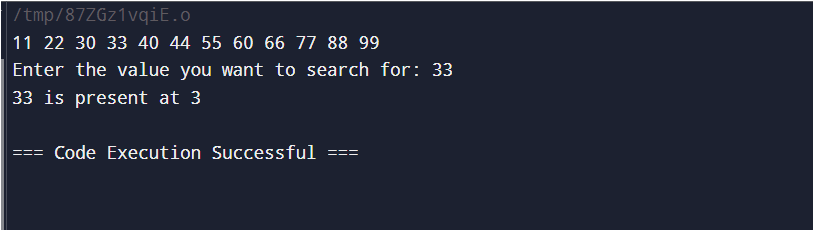 /tmp/87ZGz1vqiE.o
11 22 30 33 40 44 55 60 66 77 88 99
Enter the value you want to search for: 33
33 is present at 3
=== Code Execution Successful ===